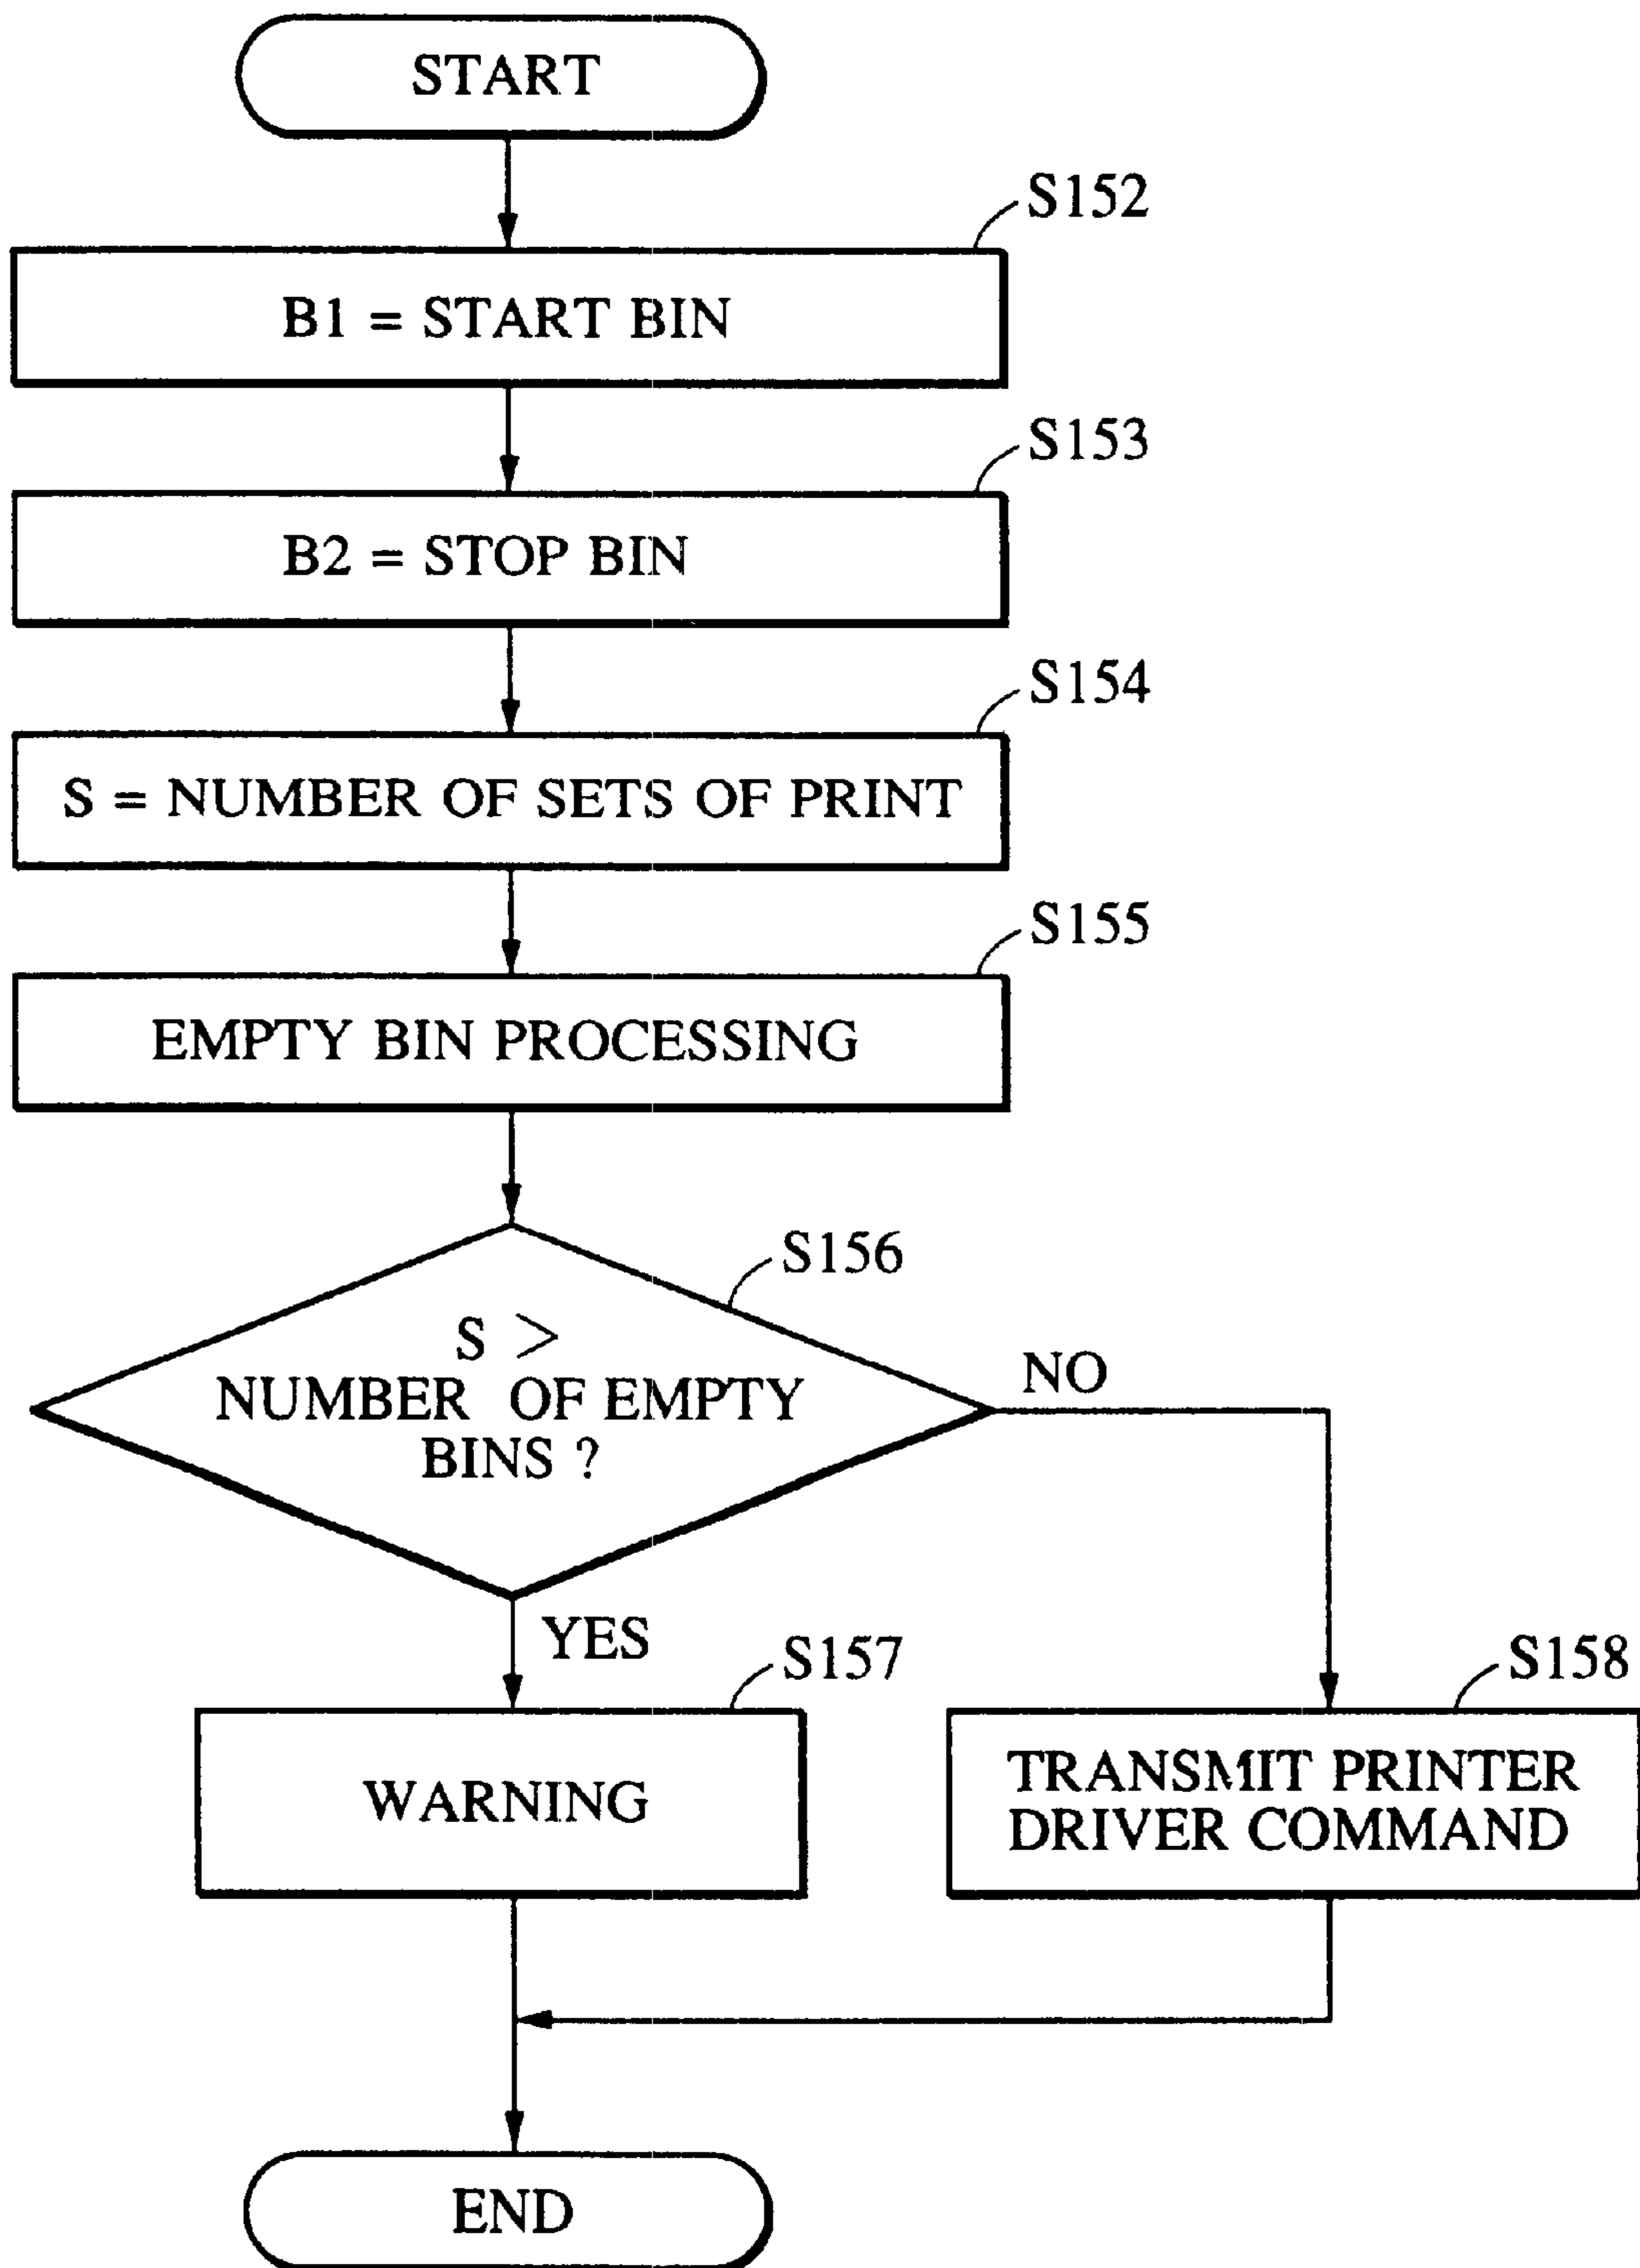 START
S152
B1 = START BIN
S153
B2 = STOP BIN
S154
S = NUMBER OF SETS OF PRINT
S155
EMPTY BIN PROCESSING
S156
S >
NUMBER OF EMPTY
BINS ?
NO
YES
S157
WARNING
S158
TRANSMIT PRINTER
DRIVER COMMAND
END